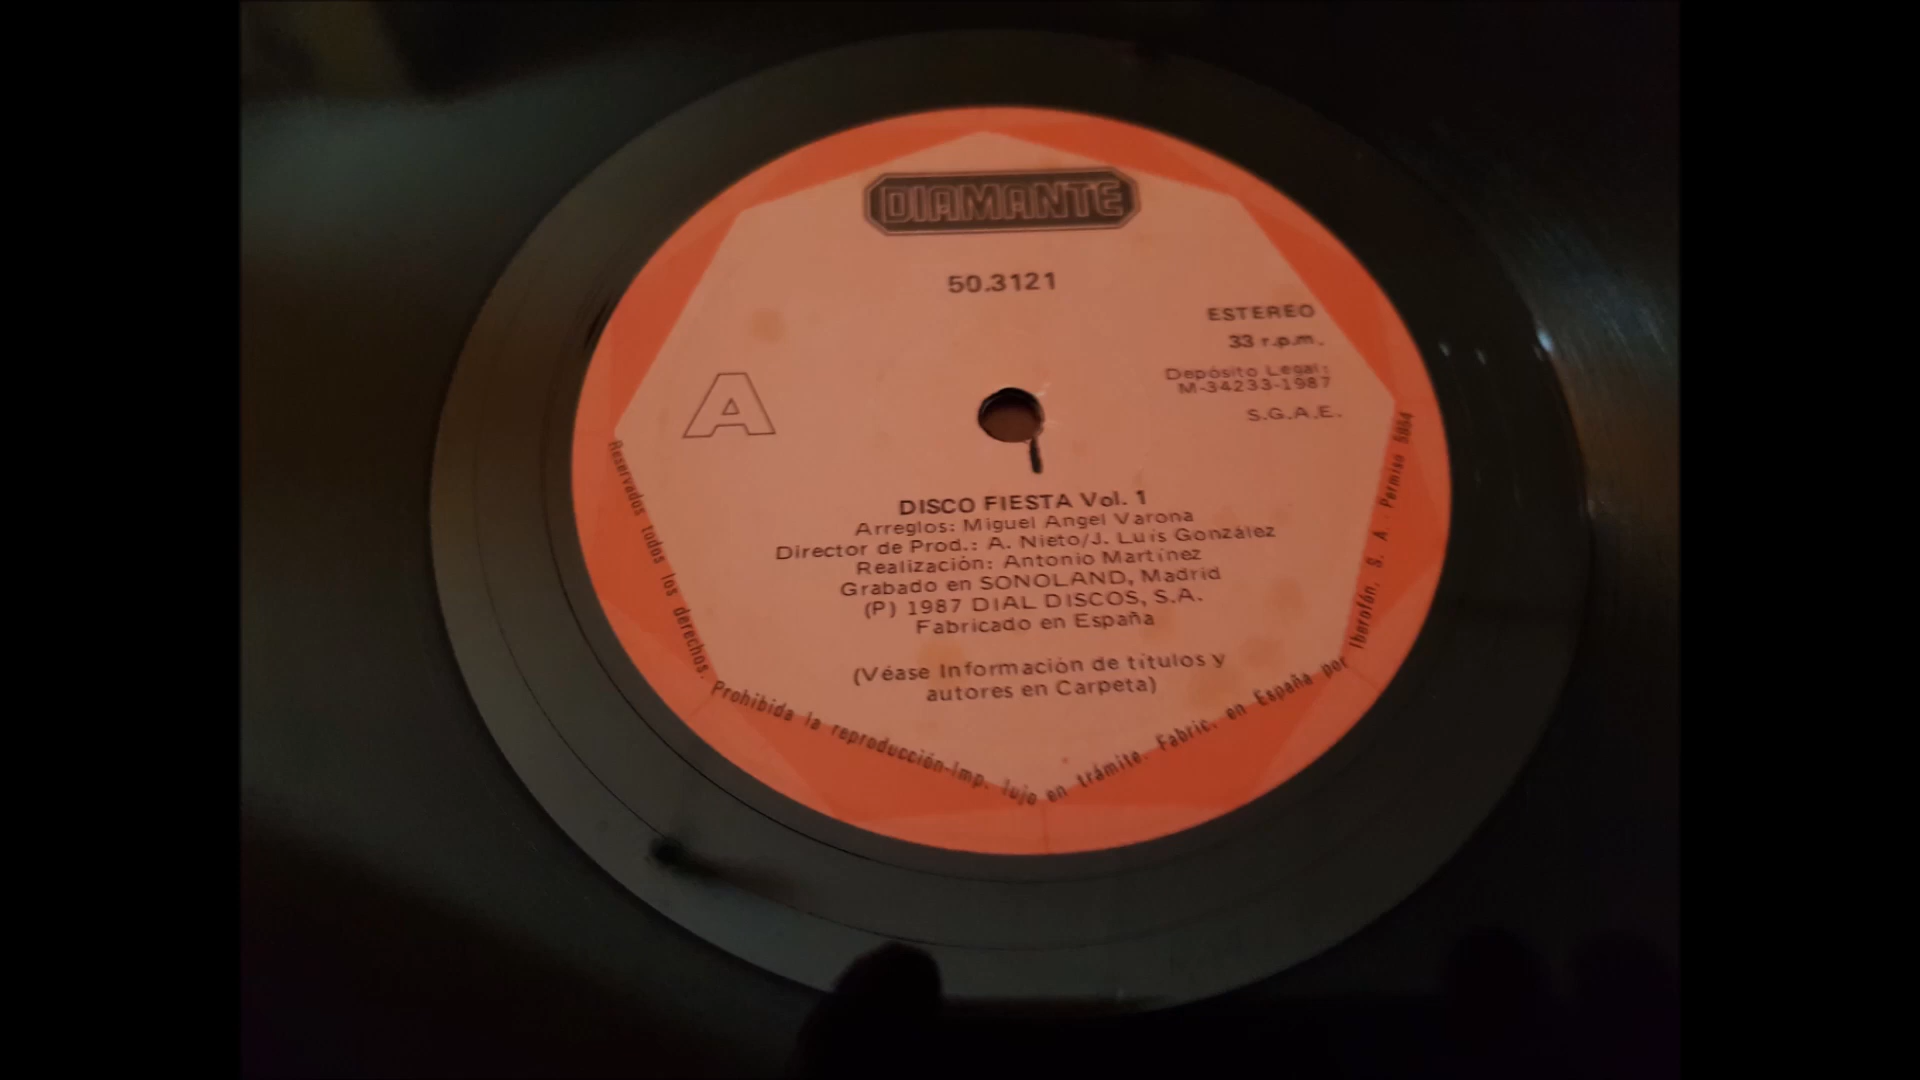 DIAMANTE
50.3121
ESTEREO
33 r.p.m.
Depósito Legal:
M-34233-1987
S.G.A.E.
A
DISCO FIESTA Vol. 1
Arreglos: Miguel Angel Varona
Director de Prod.: A. Nieto/J. Luis González
Realización: Antonio Martínez
Grabado en SONOLAND, Madrid
(P) 1987 DIAL DISCOS, S.A.
Fabricado en España
(Véase Información de títulos y
autores en Carpeta)
Reservados todos los derechos. Prohibida la reproducción-Imp. lujo en trámite. Fabric. en España por Iberofón, S. A - Permiso 5864